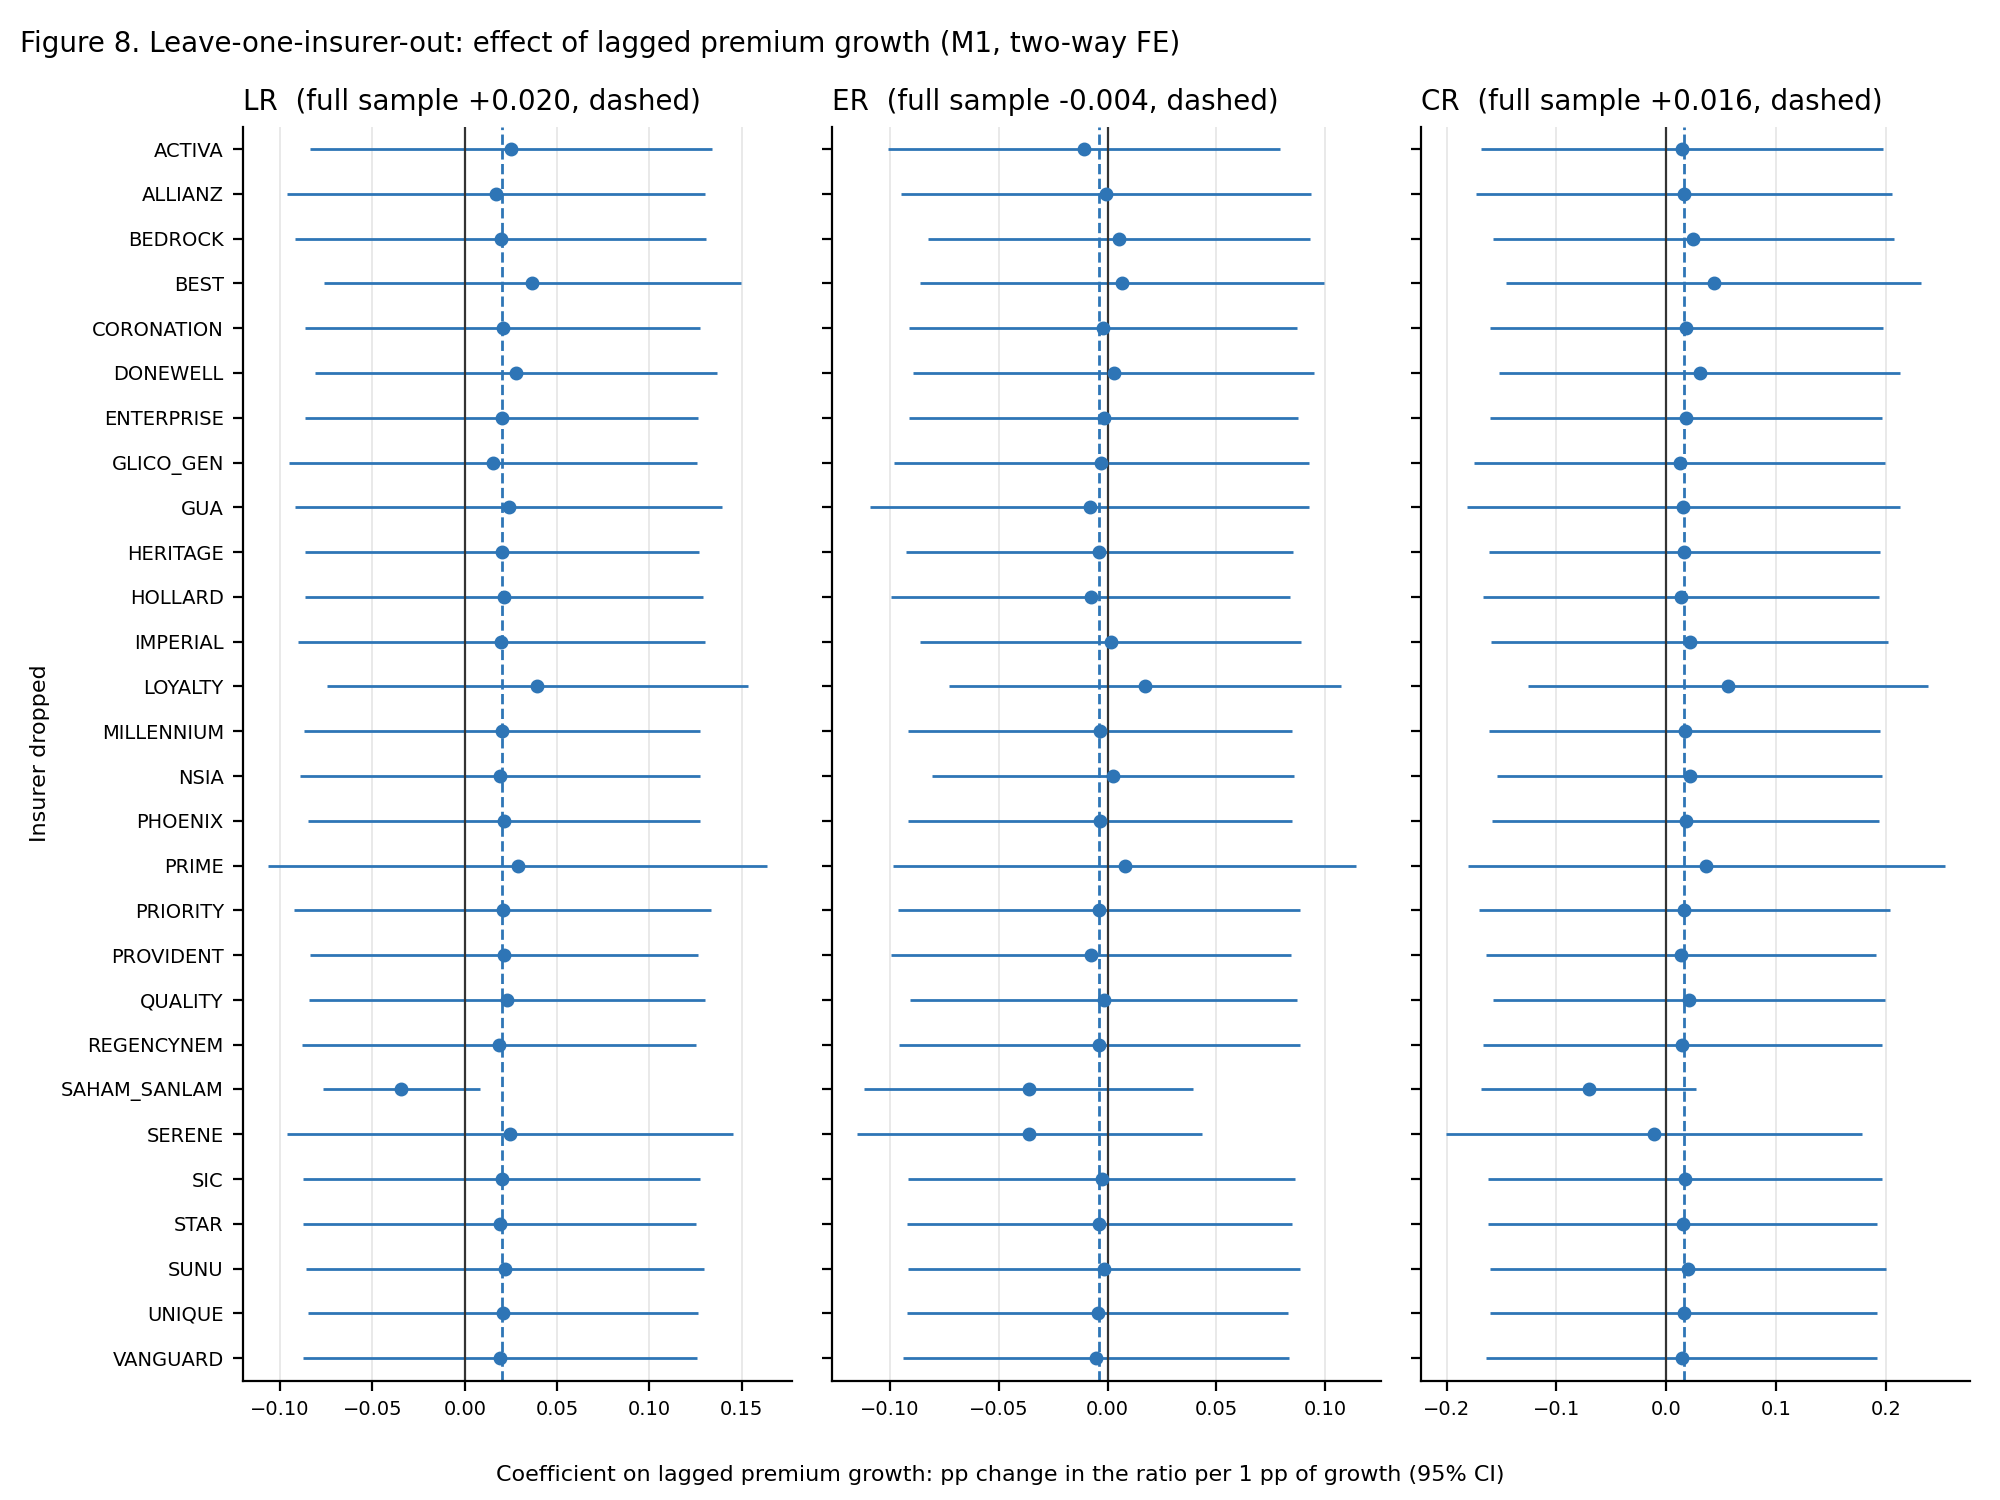 Figure 8. Leave-one-insurer-out: effect of lagged premium growth (M1, two-way FE)
LR  (full sample +0.020, dashed)
ER  (full sample -0.004, dashed)
CR  (full sample +0.016, dashed)
Insurer dropped
ACTIVA
ALLIANZ
BEDROCK
BEST
CORONATION
DONEWELL
ENTERPRISE
GLICO_GEN
GUA
HERITAGE
HOLLARD
IMPERIAL
LOYALTY
MILLENNIUM
NSIA
PHOENIX
PRIME
PRIORITY
PROVIDENT
QUALITY
REGENCYNEM
SAHAM_SANLAM
SERENE
SIC
STAR
SUNU
UNIQUE
VANGUARD
−0.10 −0.05 0.00 0.05 0.10 0.15
−0.10 −0.05 0.00 0.05 0.10
−0.2 −0.1 0.0 0.1 0.2
Coefficient on lagged premium growth: pp change in the ratio per 1 pp of growth (95% CI)